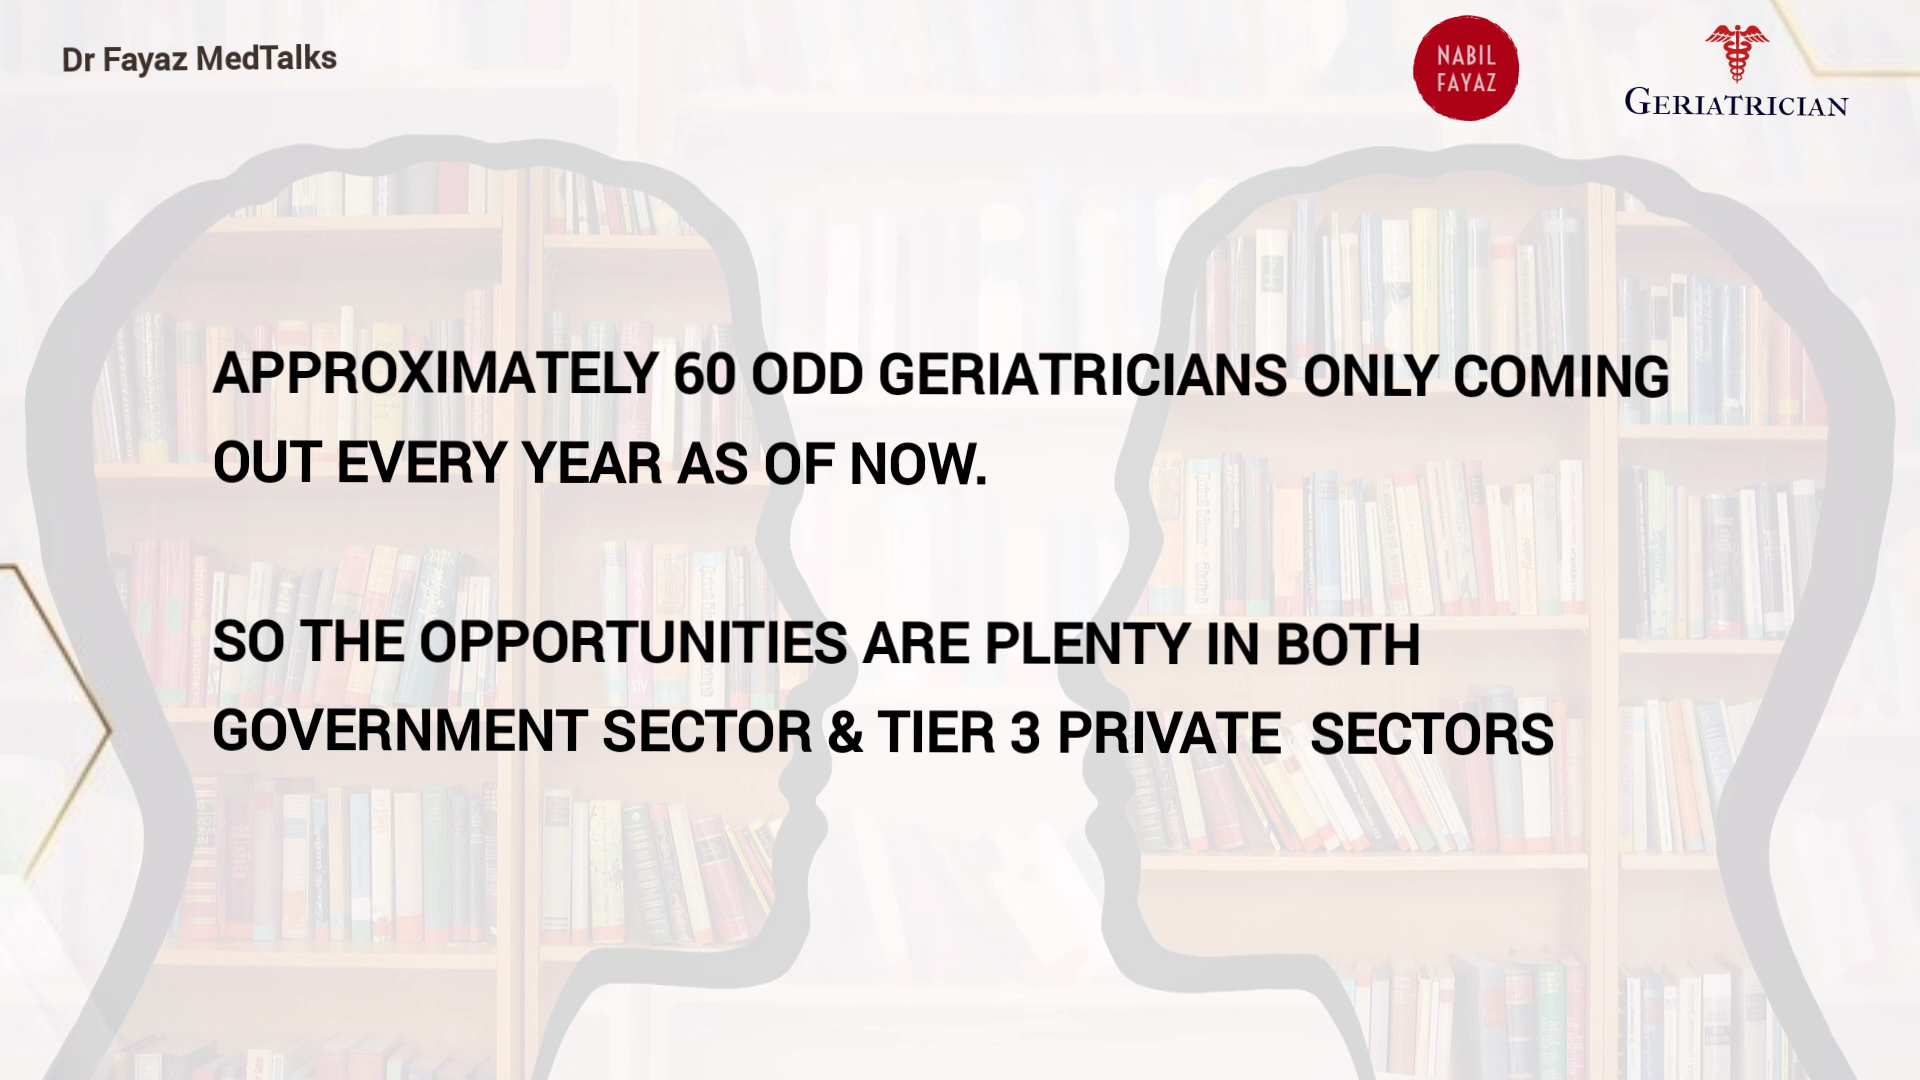 Dr Fayaz MedTalks
NABIL
FAYAZ
GERIATRICIAN
APPROXIMATELY 60 ODD GERIATRICIANS ONLY COMING
OUT EVERY YEAR AS OF NOW.
SO THE OPPORTUNITIES ARE PLENTY IN BOTH
GOVERNMENT SECTOR & TIER 3 PRIVATE SECTORS